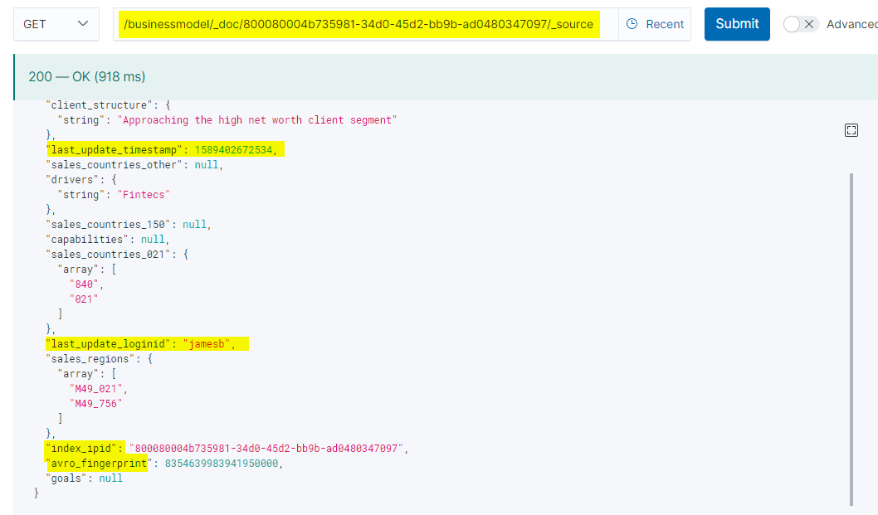 GET /businessmodel/_doc/800080004b735981-34d0-45d2-bb9b-ad0480347097/_source Recent Submit Advanced
200 — OK (918 ms)
"client_structure": {
"string": "Approaching the high net worth client segment"
},
"last_update_timestamp": 1589402672534,
"sales_countries_other": null,
"drivers": {
"string": "Fintecs"
},
"sales_countries_150": null,
"capabilities": null,
"sales_countries_021": {
"array": [
"840",
"021"
]
},
"last_update_loginid": "jamesb",
"sales_regions": {
"array": [
"M49_021",
"M49_756"
]
},
"index_ipid": "800080004b735981-34d0-45d2-bb9b-ad0480347097",
"avro_fingerprint": 8354639983941950000,
"goals": null
}